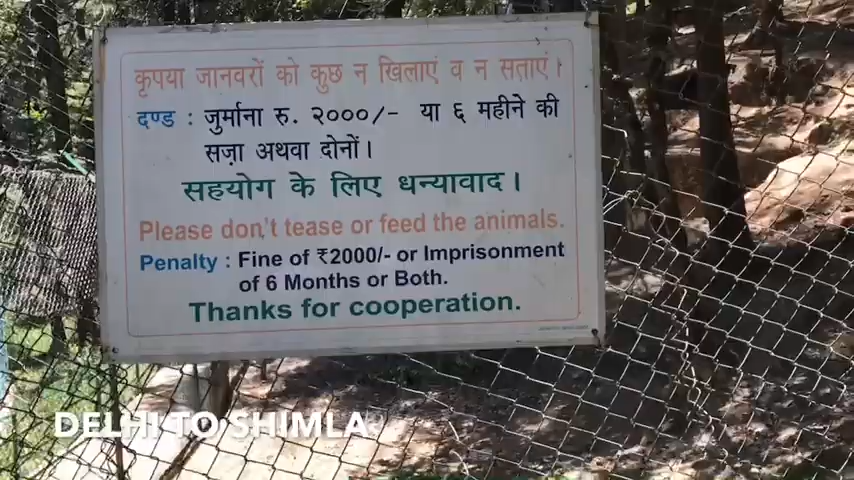 कृपया जानवरों को कुछ न खिलाएं व न सताएं।
दण्ड : जुर्माना रु. २०००/- या ६ महीने की
सज़ा अथवा दोनों।
सहयोग के लिए धन्यावाद।
Please don't tease or feed the animals.
Penalty : Fine of ₹2000/- or Imprisonment
of 6 Months or Both.
Thanks for cooperation.
DELHI TO SHIMLA